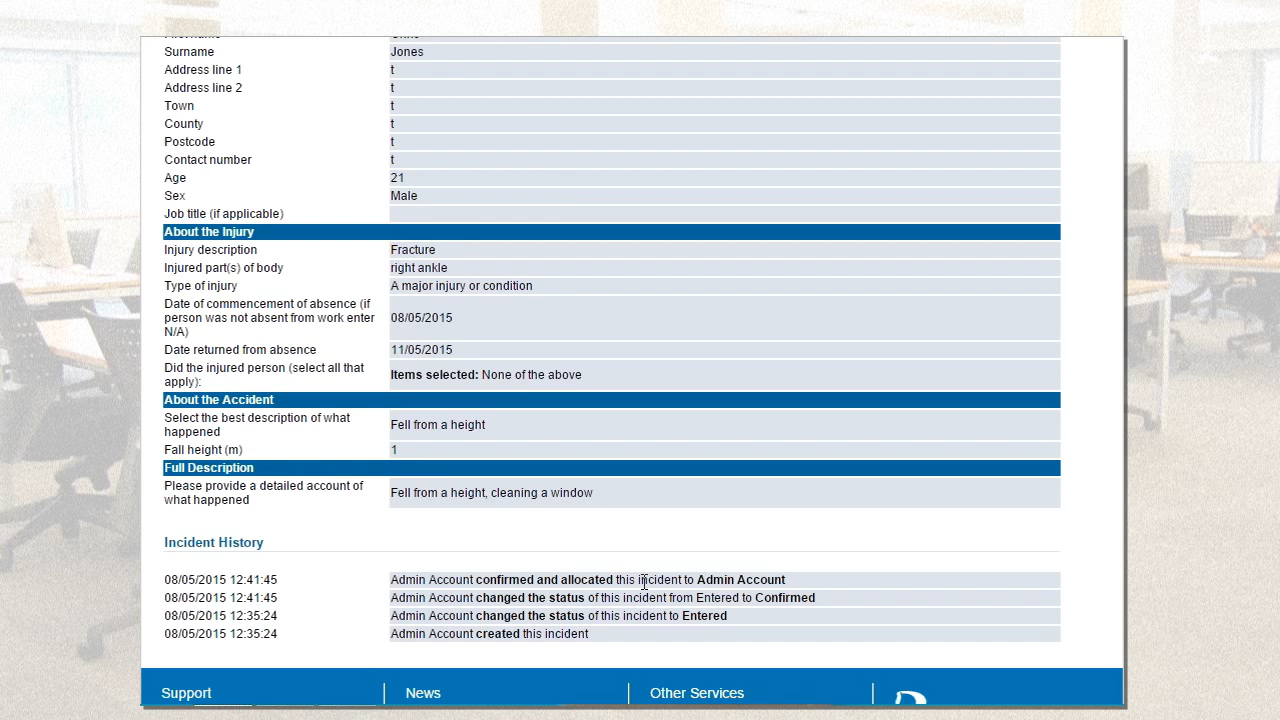 Surname Jones
Address line 1 t
Address line 2 t
Town t
County t
Postcode t
Contact number t
Age 21
Sex Male
Job title (if applicable)
About the Injury
Injury description Fracture
Injured part(s) of body right ankle
Type of injury A major injury or condition
Date of commencement of absence (if
person was not absent from work enter 08/05/2015
N/A)
Date returned from absence 11/05/2015
Did the injured person (select all that
apply): Items selected: None of the above
About the Accident
Select the best description of what
happened Fell from a height
Fall height (m) 1
Full Description
Please provide a detailed account of
what happened Fell from a height, cleaning a window
Incident History
08/05/2015 12:41:45 Admin Account confirmed and allocated this incident to Admin Account
08/05/2015 12:41:45 Admin Account changed the status of this incident from Entered to Confirmed
08/05/2015 12:35:24 Admin Account changed the status of this incident to Entered
08/05/2015 12:35:24 Admin Account created this incident
Support News Other Services